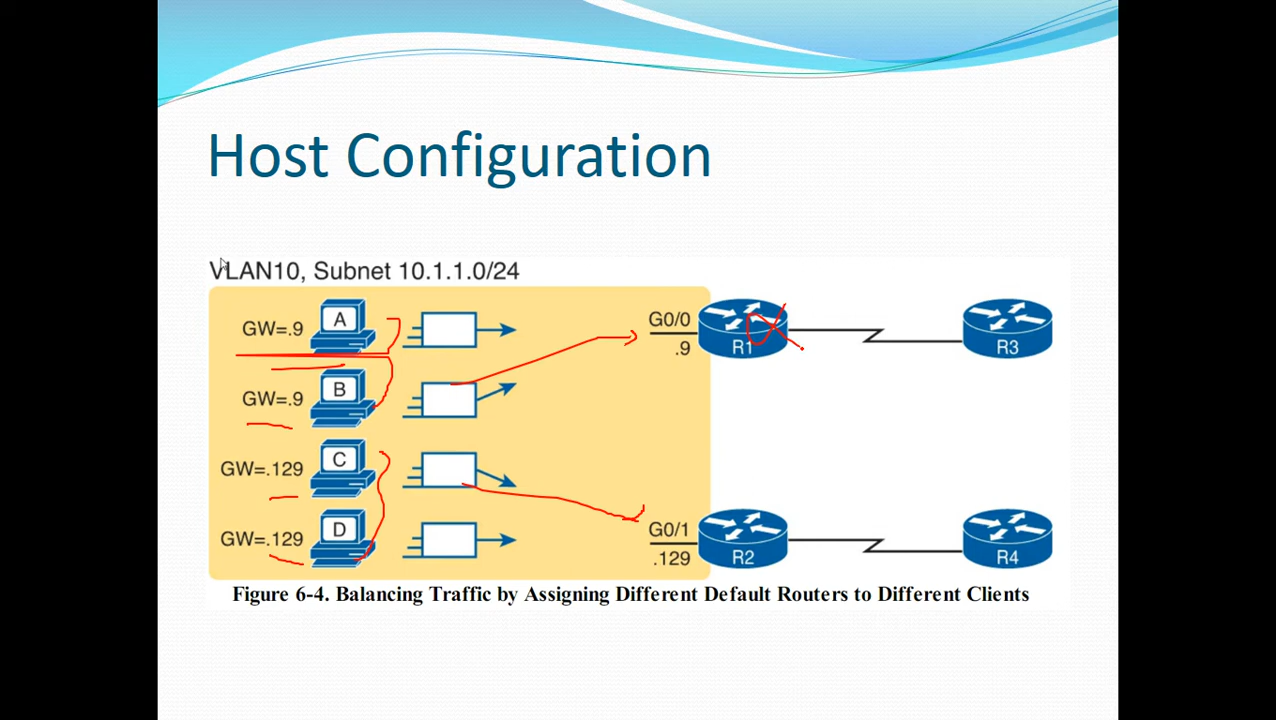 Host Configuration
VLAN10, Subnet 10.1.1.0/24
GW=.9
A
G0/0
.9
R1
R3
GW=.9
B
GW=.129
C
GW=.129
D
G0/1
.129
R2
R4
Figure 6-4. Balancing Traffic by Assigning Different Default Routers to Different Clients